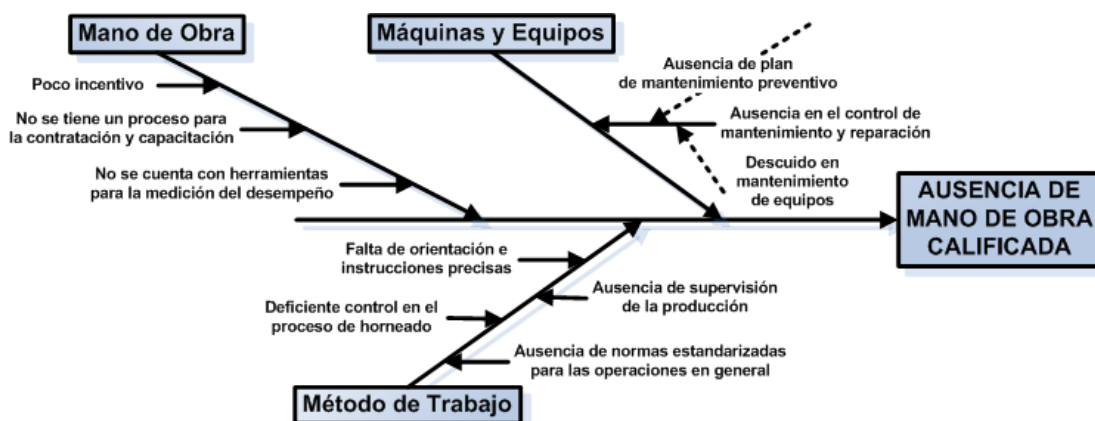 Mano de Obra
Máquinas y Equipos
Poco incentivo
No se tiene un proceso para
la contratación y capacitación
No se cuenta con herramientas
para la medición del desempeño
Ausencia de plan
de mantenimiento preventivo
Ausencia en el control de
mantenimiento y reparación
Descuido en
mantenimiento
de equipos
AUSENCIA DE
MANO DE OBRA
CALIFICADA
Falta de orientación e
instrucciones precisas
Ausencia de supervisión
de la producción
Deficiente control en el
proceso de horneado
Ausencia de normas estandarizadas
para las operaciones en general
Método de Trabajo